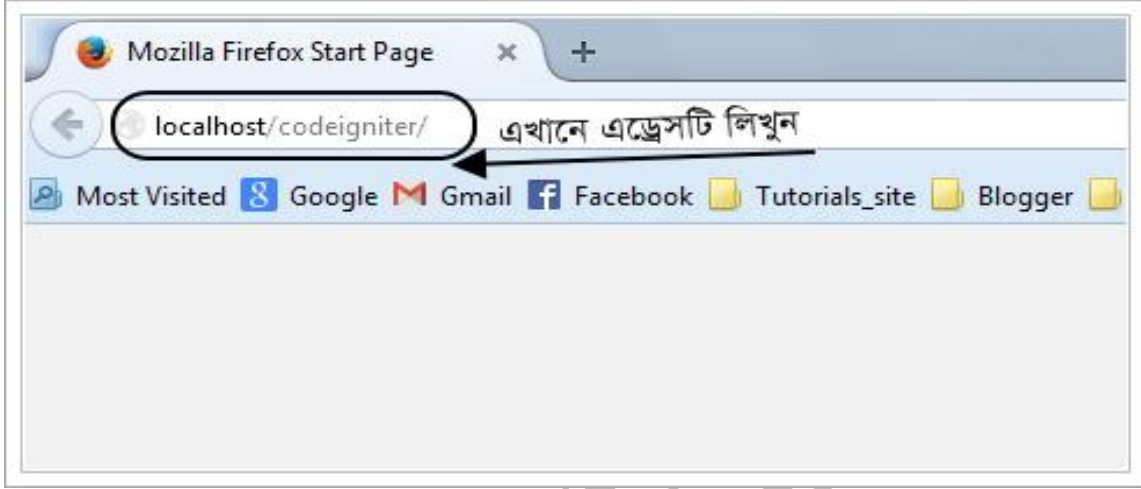 Mozilla Firefox Start Page
localhost/codeigniter/ এখানে এড্রেসটি লিখুন
Most Visited Google Gmail Facebook Tutorials_site Blogger